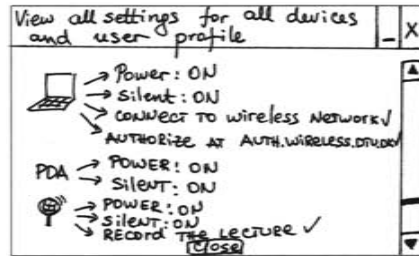 View all settings for all devices
and user profile
– X
→ Power: ON
→ Silent: ON
→ CONNECT TO wireless NETWORK ✓
→ AUTHORIZE AT AUTH.WIRELESS.DTU.DK ✓
PDA → POWER: ON
→ SILENT: ON
→ POWER: ON
→ Silent: ON
→ RECORD THE LECTURE ✓
Close